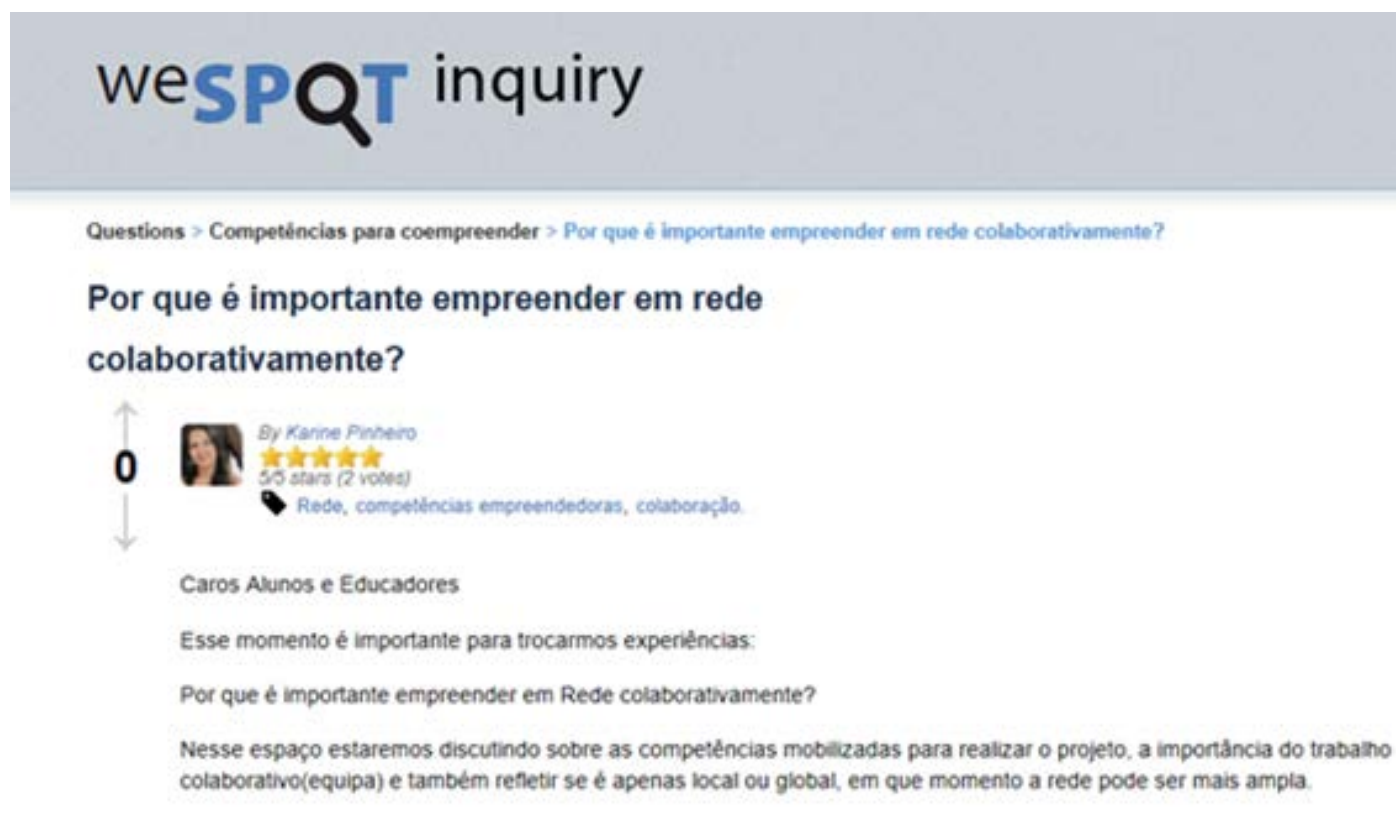 weSPOT inquiry
Questions > Competências para coempreender > Por que é importante empreender em rede colaborativamente?
Por que é importante empreender em rede
colaborativamente?
0
By Karine Pinheiro
5/5 stars (2 votes)
Rede, competências empreendedoras, colaboração.
Caros Alunos e Educadores
Esse momento é importante para trocarmos experiências:
Por que é importante empreender em Rede colaborativamente?
Nesse espaço estaremos discutindo sobre as competências mobilizadas para realizar o projeto, a importância do trabalho
colaborativo(equipa) e também refletir se é apenas local ou global, em que momento a rede pode ser mais ampla.